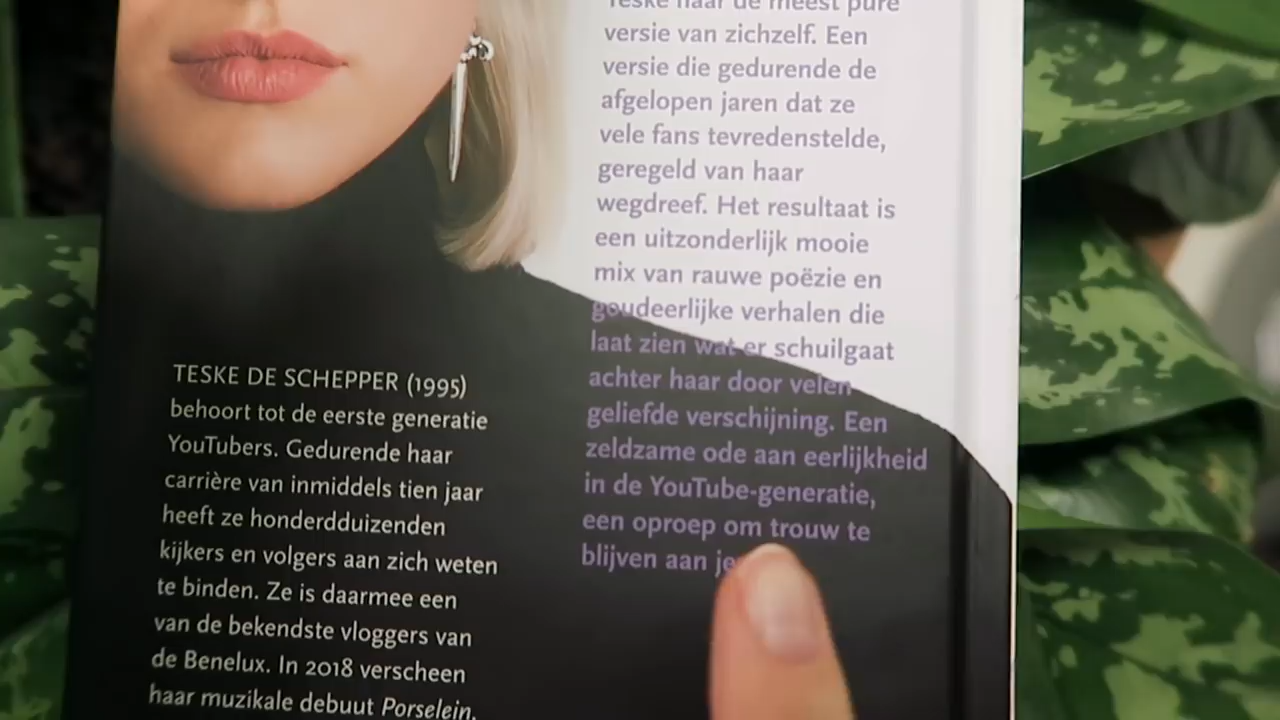 TESKE DE SCHEPPER (1995)
behoort tot de eerste generatie
YouTubers. Gedurende haar
carrière van inmiddels tien jaar
heeft ze honderdduizenden
kijkers en volgers aan zich weten
te binden. Ze is daarmee een
van de bekendste vloggers van
de Benelux. In 2018 verscheen
haar muzikale debuut Porselein.
Teske naar de meest pure
versie van zichzelf. Een
versie die gedurende de
afgelopen jaren dat ze
vele fans tevredenstelde,
geregeld van haar
wegdreef. Het resultaat is
een uitzonderlijk mooie
mix van rauwe poëzie en
goudeerlijke verhalen die
laat zien wat er schuilgaat
achter haar door velen
geliefde verschijning. Een
zeldzame ode aan eerlijkheid
in de YouTube-generatie,
een oproep om trouw te
blijven aan